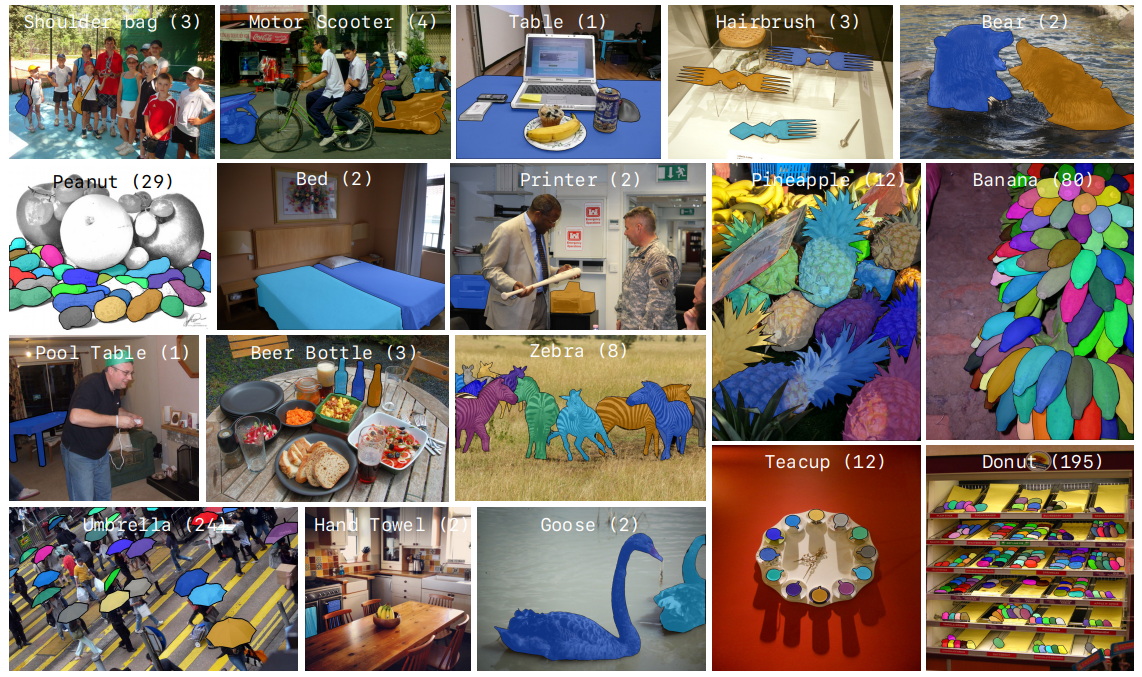 Shoulder bag (3)
Motor Scooter (4)
Table (1)
Hairbrush (3)
Bear (2)
Peanut (29)
Bed (2)
Printer (2)
Pineapple (12)
Banana (80)
Pool Table (1)
Beer Bottle (3)
Zebra (8)
Teacup (12)
Donut (195)
Umbrella (24)
Hand Towel (2)
Goose (2)